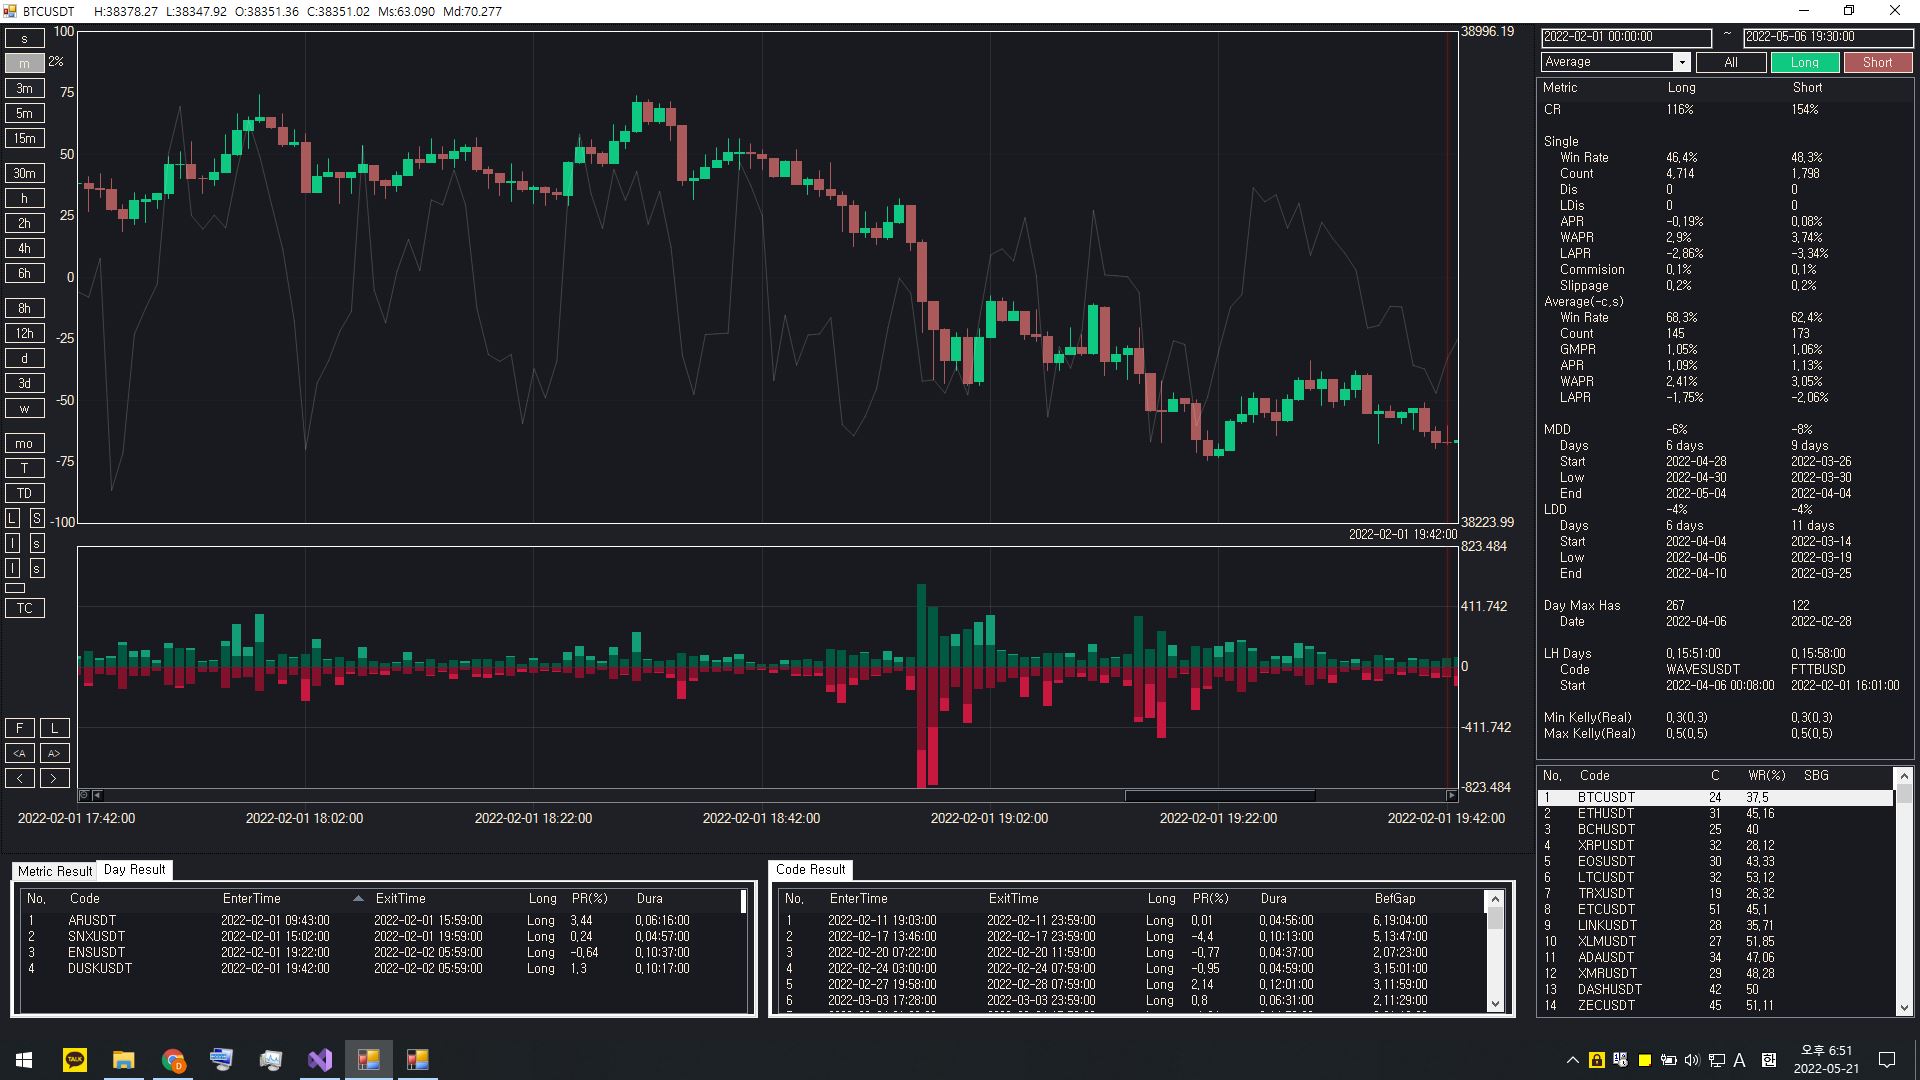 BTCUSDT H:38378.27 L:38347.92 O:38351.36 C:38351.02 Ms:63.090 Md:70.277
s
m 2%
3m
5m
15m
30m
h
2h
4h
6h
8h
12h
d
3d
w
mo
T
TD
L S
l s
l s
TC
F L
<A A>
< >
100
75
50
25
0
-25
-50
-75
-100
38996.19
38223.99
2022-02-01 19:42:00
823.484
411.742
0
-411.742
-823.484
2022-02-01 17:42:00 2022-02-01 18:02:00 2022-02-01 18:22:00 2022-02-01 18:42:00 2022-02-01 19:02:00 2022-02-01 19:22:00 2022-02-01 19:42:00
2022-02-01 00:00:00 ~ 2022-05-06 19:30:00
Average All Long Short
Metric Long Short
CR 116% 154%
Single
Win Rate 46.4% 48.3%
Count 4,714 1,798
Dis 0 0
LDis 0 0
APR -0.19% 0.08%
WAPR 2.9% 3.74%
LAPR -2.86% -3.34%
Commision 0.1% 0.1%
Slippage 0.2% 0.2%
Average(-c,s)
Win Rate 68.3% 62.4%
Count 145 173
GMPR 1.05% 1.06%
APR 1.09% 1.13%
WAPR 2.41% 3.05%
LAPR -1.75% -2.06%
MDD -6% -8%
Days 6 days 9 days
Start 2022-04-28 2022-03-26
Low 2022-04-30 2022-03-30
End 2022-05-04 2022-04-04
LDD -4% -4%
Days 6 days 11 days
Start 2022-04-04 2022-03-14
Low 2022-04-06 2022-03-19
End 2022-04-10 2022-03-25
Day Max Has 267 122
Date 2022-04-06 2022-02-28
LH Days 0.15:51:00 0.15:58:00
Code WAVESUSDT FTTBUSD
Start 2022-04-06 00:08:00 2022-02-01 16:01:00
Min Kelly(Real) 0.3(0.3) 0.3(0.3)
Max Kelly(Real) 0.5(0.5) 0.5(0.5)
No. Code C WR(%) SBG
1 BTCUSDT 24 37.5
2 ETHUSDT 31 45.16
3 BCHUSDT 25 40
4 XRPUSDT 32 28.12
5 EOSUSDT 30 43.33
6 LTCUSDT 32 53.12
7 TRXUSDT 19 26.32
8 ETCUSDT 51 45.1
9 LINKUSDT 28 35.71
10 XLMUSDT 27 51.85
11 ADAUSDT 34 47.06
12 XMRUSDT 29 48.28
13 DASHUSDT 42 50
14 ZECUSDT 45 51.11
Metric Result Day Result
No. Code EnterTime ExitTime Long PR(%) Dura
1 ARUSDT 2022-02-01 09:43:00 2022-02-01 15:59:00 Long 3.44 0.06:16:00
2 SNXUSDT 2022-02-01 15:02:00 2022-02-01 19:59:00 Long 0.24 0.04:57:00
3 ENSUSDT 2022-02-01 19:22:00 2022-02-02 05:59:00 Long -0.64 0.10:37:00
4 DUSKUSDT 2022-02-01 19:42:00 2022-02-02 05:59:00 Long 1.3 0.10:17:00
Code Result
No. EnterTime ExitTime Long PR(%) Dura BefGap
1 2022-02-11 19:03:00 2022-02-11 23:59:00 Long 0.01 0.04:56:00 6.19:04:00
2 2022-02-17 13:46:00 2022-02-17 23:59:00 Long -4.4 0.10:13:00 5.13:47:00
3 2022-02-20 07:22:00 2022-02-20 11:59:00 Long -0.77 0.04:37:00 2.07:23:00
4 2022-02-24 03:00:00 2022-02-24 07:59:00 Long -0.95 0.04:59:00 3.15:01:00
5 2022-02-27 19:58:00 2022-02-28 07:59:00 Long 2.14 0.12:01:00 3.11:59:00
6 2022-03-03 17:28:00 2022-03-03 23:59:00 Long 0.8 0.06:31:00 2.11:29:00
TALK
D
A
오후 6:51
2022-05-21